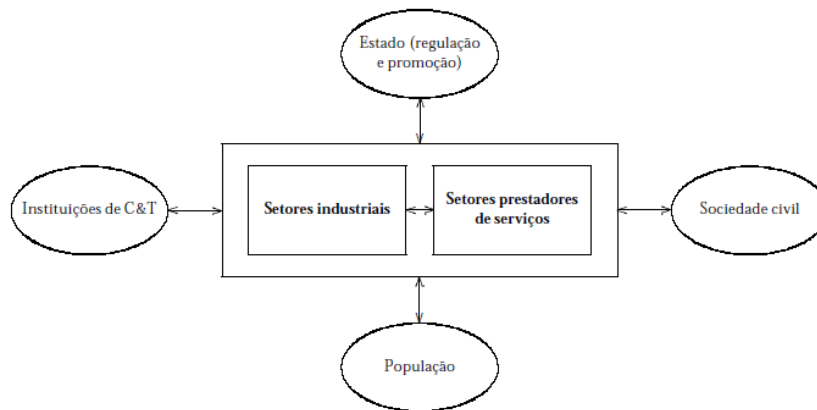 Estado (regulação
e promoção)
Instituições de C&T
Setores industriais
Setores prestadores
de serviços
Sociedade civil
População